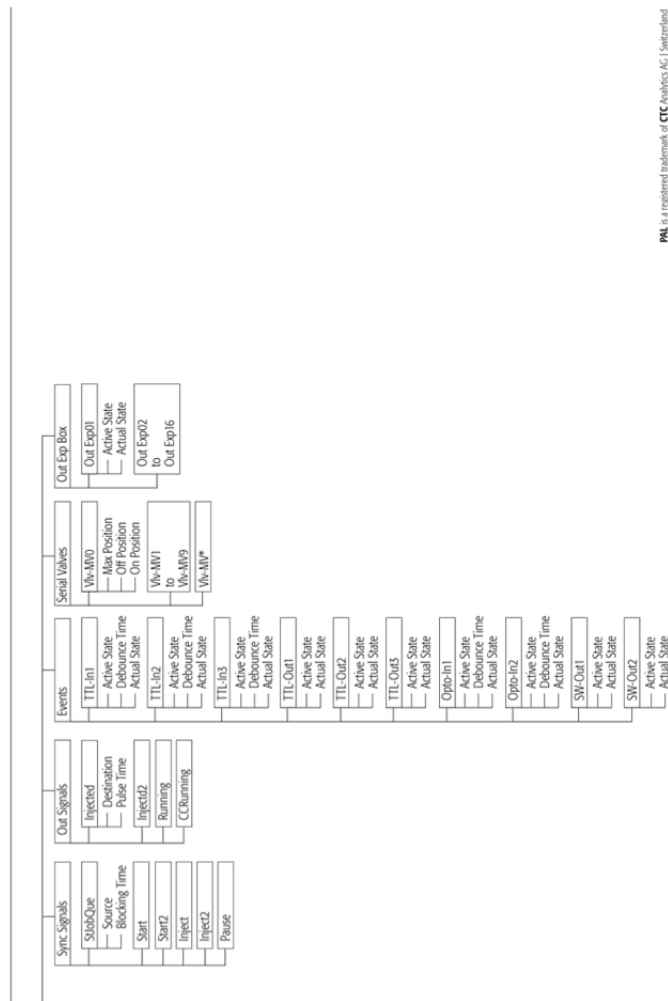 Sync Signals
StJobQue
Source
Blocking Time
Start
Start2
Inject
Inject2
Pause
Out Signals
Injected
Destination
Pulse Time
Injectd2
Running
CCRunning
Events
TTL-In1
Active State
Debounce Time
Actual State
TTL-In2
Active State
Debounce Time
Actual State
TTL-In3
Active State
Debounce Time
Actual State
TTL-Out1
Active State
Actual State
TTL-Out2
Active State
Actual State
TTL-Out3
Active State
Actual State
Opto-In1
Active State
Debounce Time
Actual State
Opto-In2
Active State
Debounce Time
Actual State
SW-Out1
Active State
Actual State
SW-Out2
Active State
Actual State
Serial Valves
Vlv-MV0
Max Position
Off Position
On Position
Vlv-MV1
to
Vlv-MV9
Vlv-MV*
Out Exp Box
Out Exp01
Active State
Actual State
Out Exp02
to
Out Exp16
PAL is a registered trademark of CTC Analytics AG | Switzerland